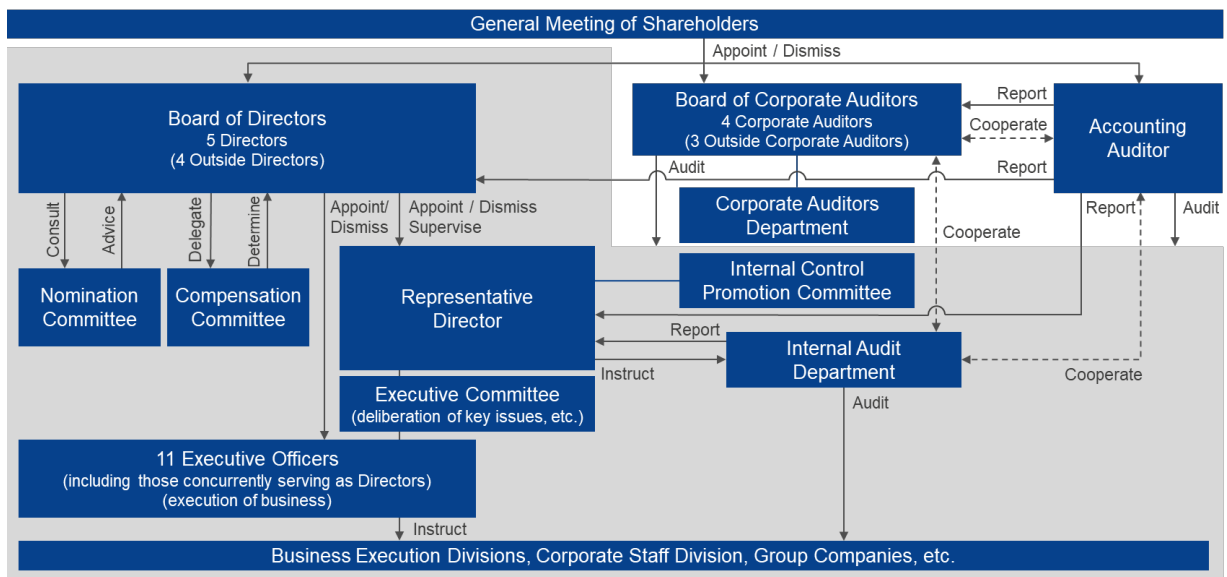 General Meeting of Shareholders
Appoint / Dismiss
Board of Directors
5 Directors
(4 Outside Directors)
Board of Corporate Auditors
4 Corporate Auditors
(3 Outside Corporate Auditors)
Report
Cooperate
Accounting
Auditor
Audit
Report
Consult
Advice
Delegate
Determine
Appoint/
Dismiss
Appoint / Dismiss
Supervise
Corporate Auditors
Department
Cooperate
Report
Audit
Nomination
Committee
Compensation
Committee
Representative
Director
Internal Control
Promotion Committee
Report
Instruct
Internal Audit
Department
Cooperate
Executive Committee
(deliberation of key issues, etc.)
Audit
11 Executive Officers
(including those concurrently serving as Directors)
(execution of business)
Instruct
Business Execution Divisions, Corporate Staff Division, Group Companies, etc.